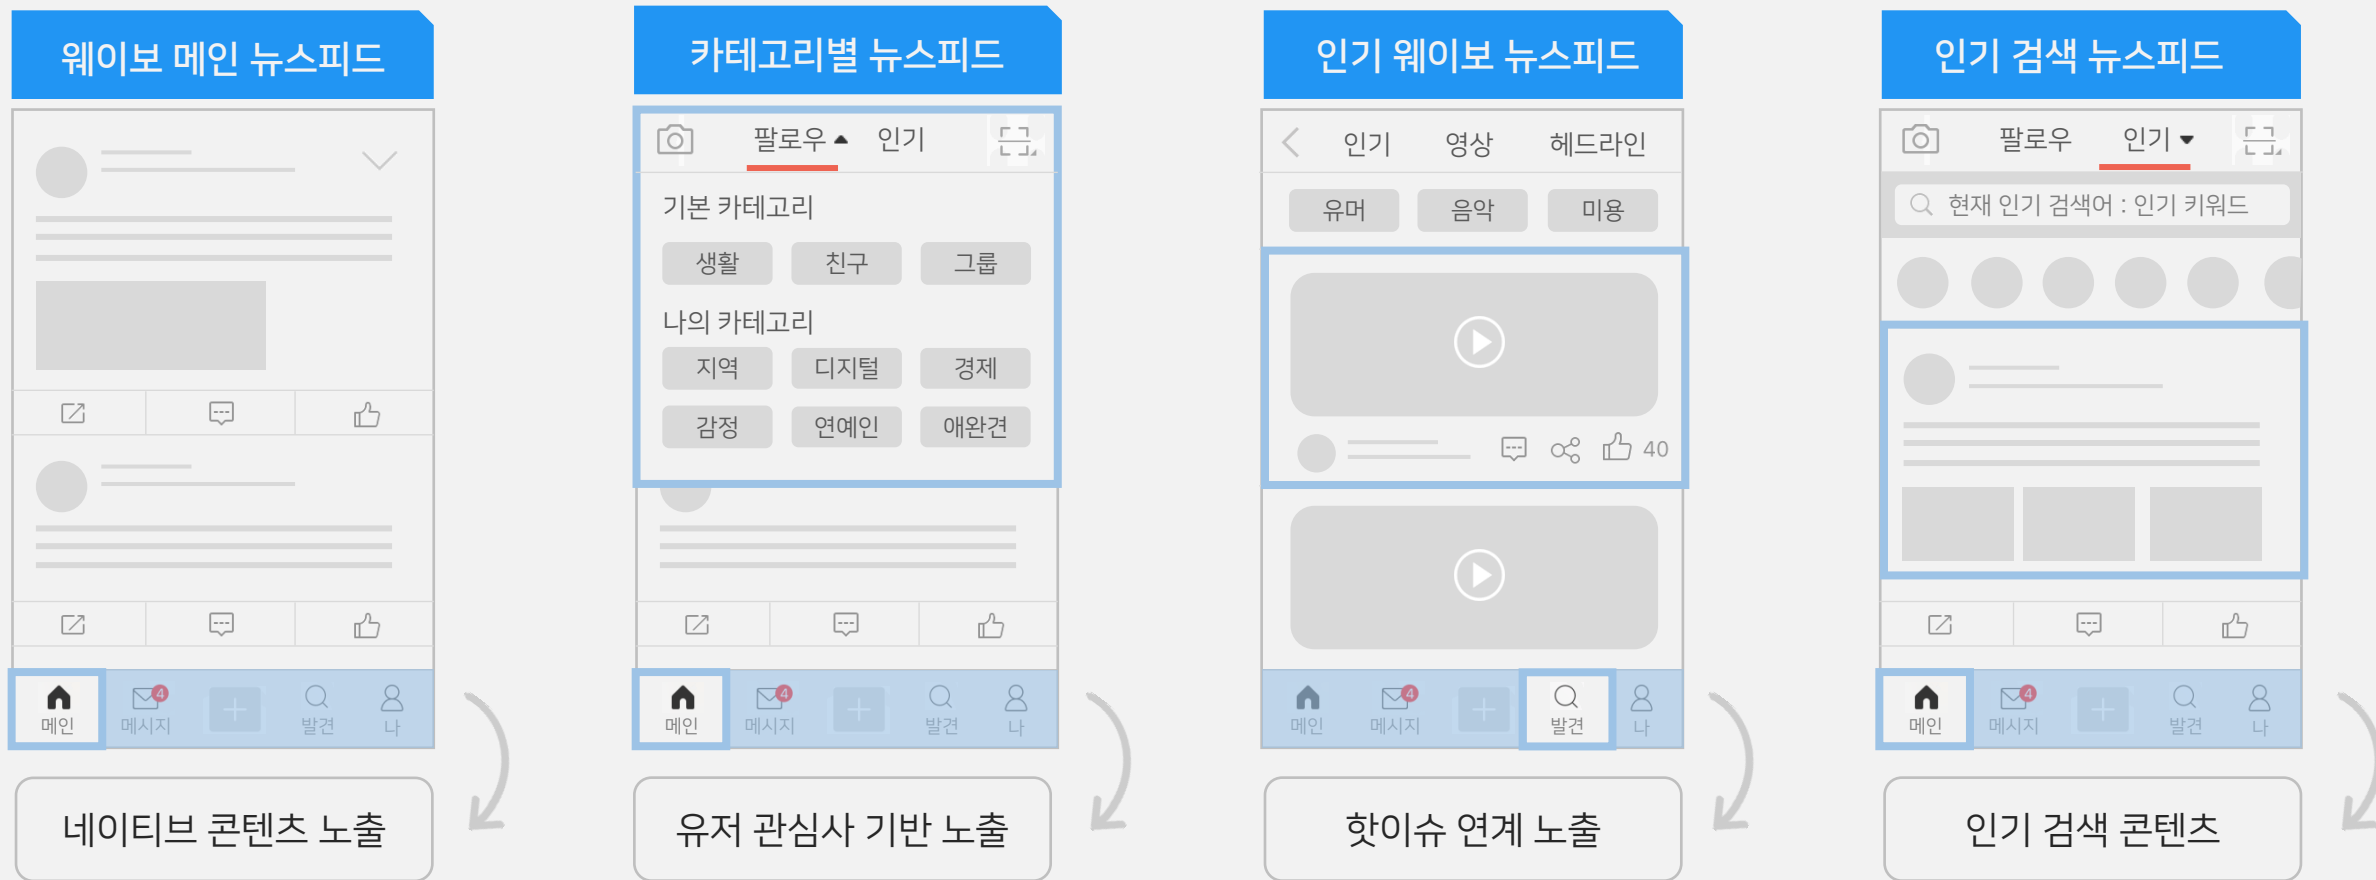 웨이보 메인 뉴스피드
메인
4
메시지
발견
나
네이티브 콘텐츠 노출
카테고리별 뉴스피드
팔로우 인기
기본 카테고리
생활 친구 그룹
나의 카테고리
지역 디지털 경제
감정 연예인 애완견
메인
4
메시지
발견
나
유저 관심사 기반 노출
인기 웨이보 뉴스피드
인기 영상 헤드라인
유머 음악 미용
40
메인
4
메시지
발견
나
핫이슈 연계 노출
인기 검색 뉴스피드
팔로우 인기
현재 인기 검색어 : 인기 키워드
메인
4
메시지
발견
나
인기 검색 콘텐츠